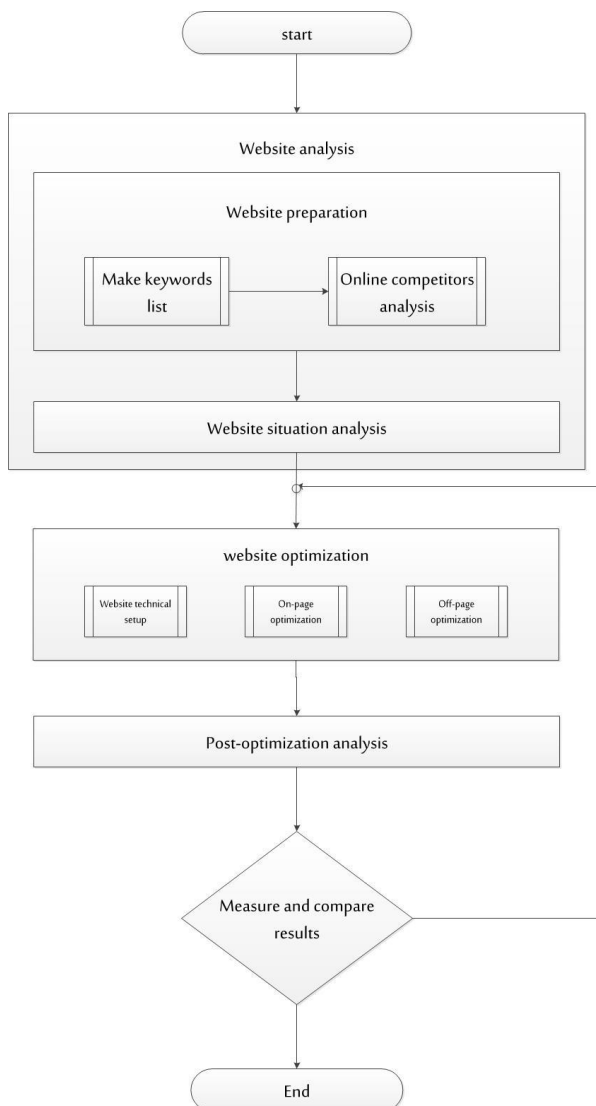 start
Website analysis
Website preparation
Make keywords
list
Online competitors
analysis
Website situation analysis
website optimization
Website technical
setup
On-page
optimization
Off-page
optimization
Post-optimization analysis
Measure and compare
results
End